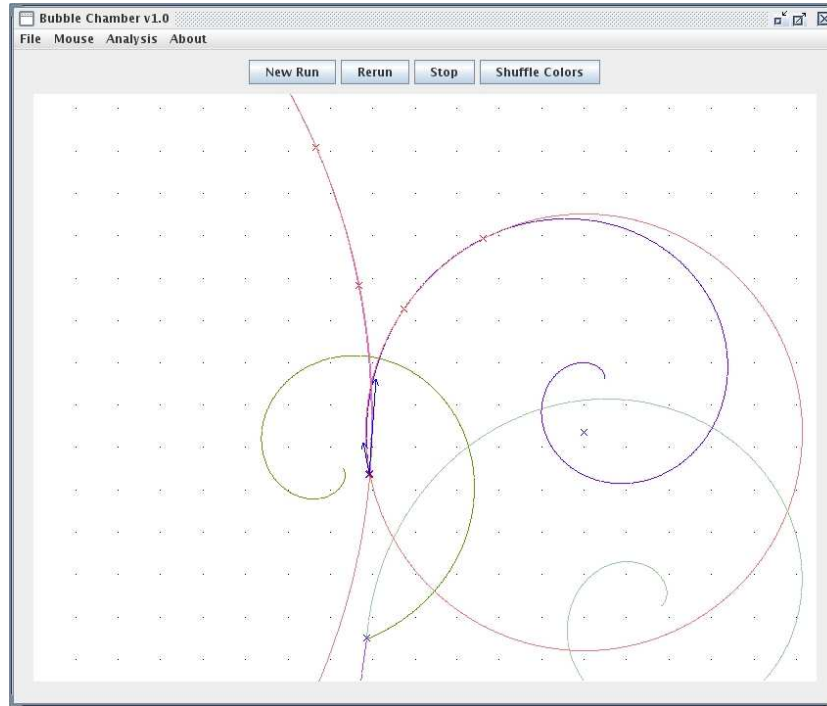 Bubble Chamber v1.0
File Mouse Analysis About
New Run Rerun Stop Shuffle Colors